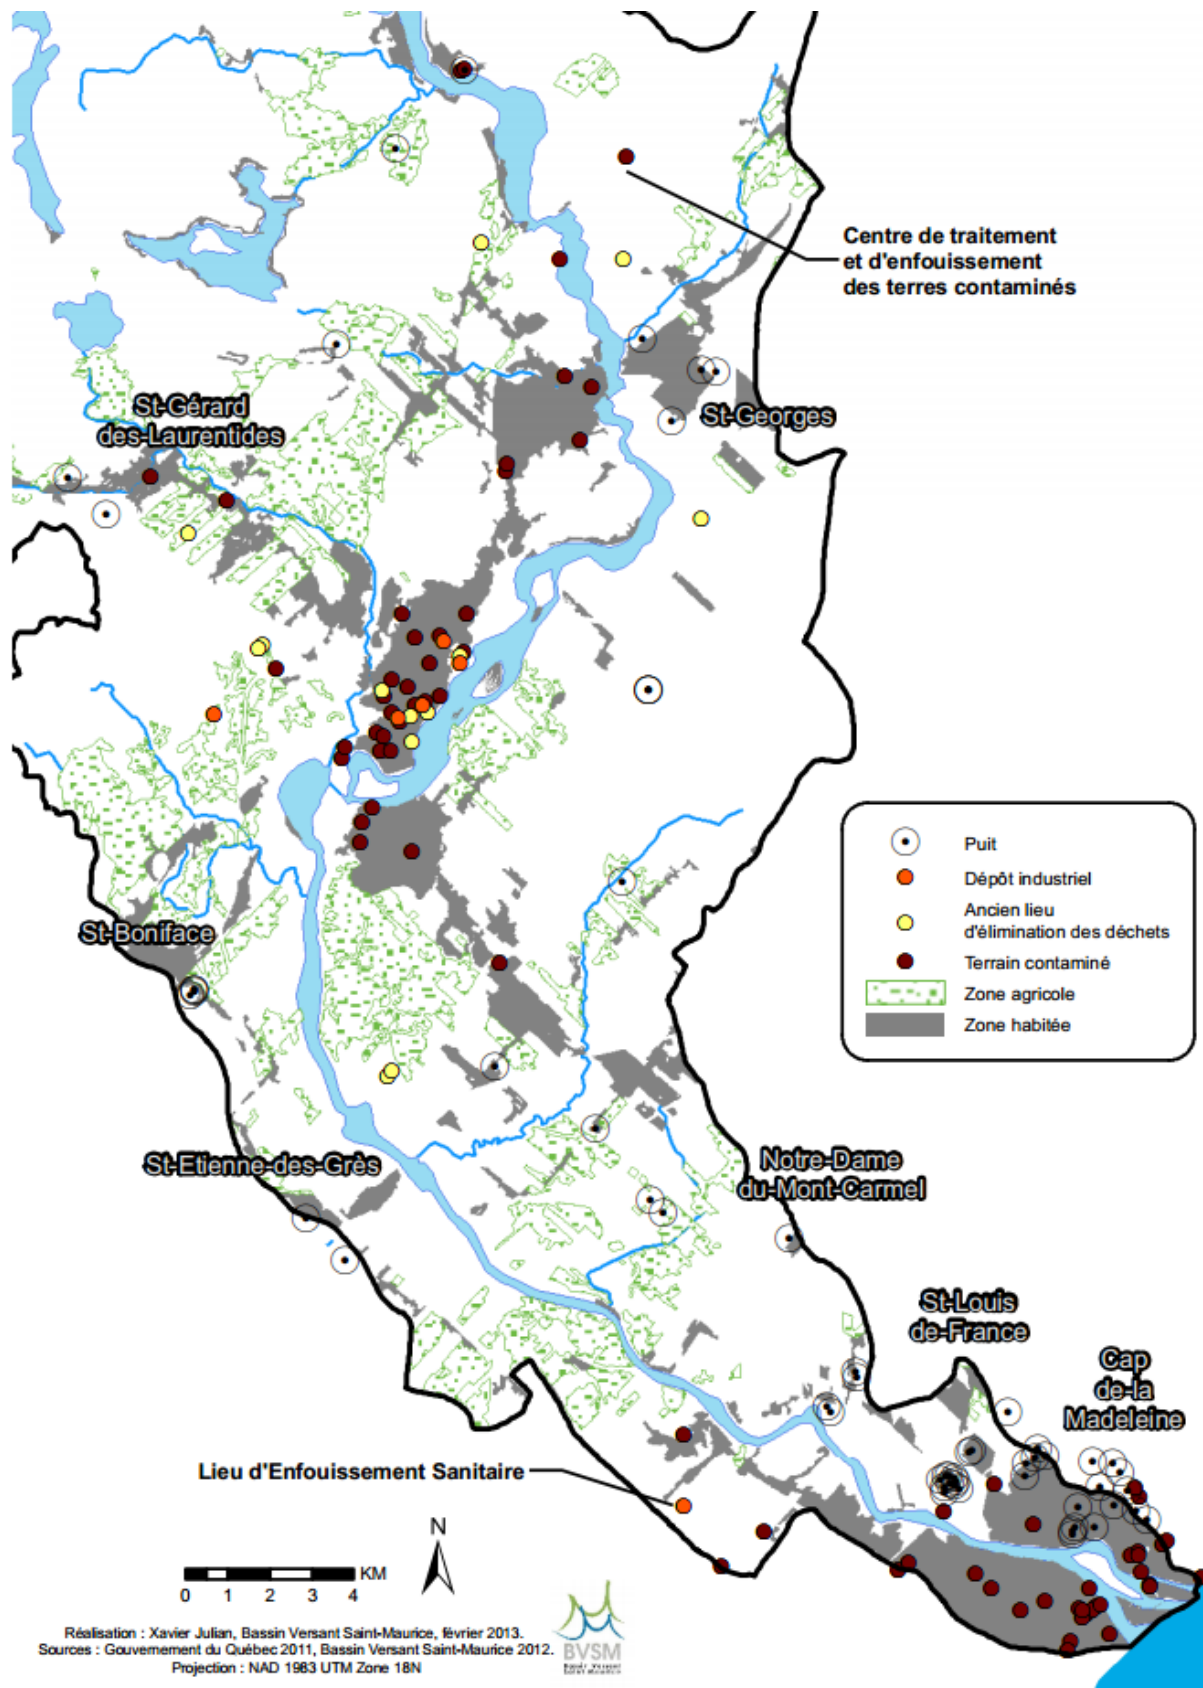 Centre de traitement
et d'enfouissement
des terres contaminés
St-Gérard
des-Laurentides
St-Georges
Puit
Dépôt industriel
Ancien lieu
d'élimination des déchets
Terrain contaminé
Zone agricole
Zone habitée
St-Boniface
St-Etienne-des-Grès
Notre-Dame
du-Mont-Carmel
St-Louis
de-France
Cap
de-la
Madeleine
Lieu d'Enfouissement Sanitaire
N
KM
0 1 2 3 4
Réalisation : Xavier Julian, Bassin Versant Saint-Maurice, février 2013.
Sources : Gouvernement du Québec 2011, Bassin Versant Saint-Maurice 2012.
Projection : NAD 1983 UTM Zone 18N
BVSM
Bassin Versant
Saint-Maurice